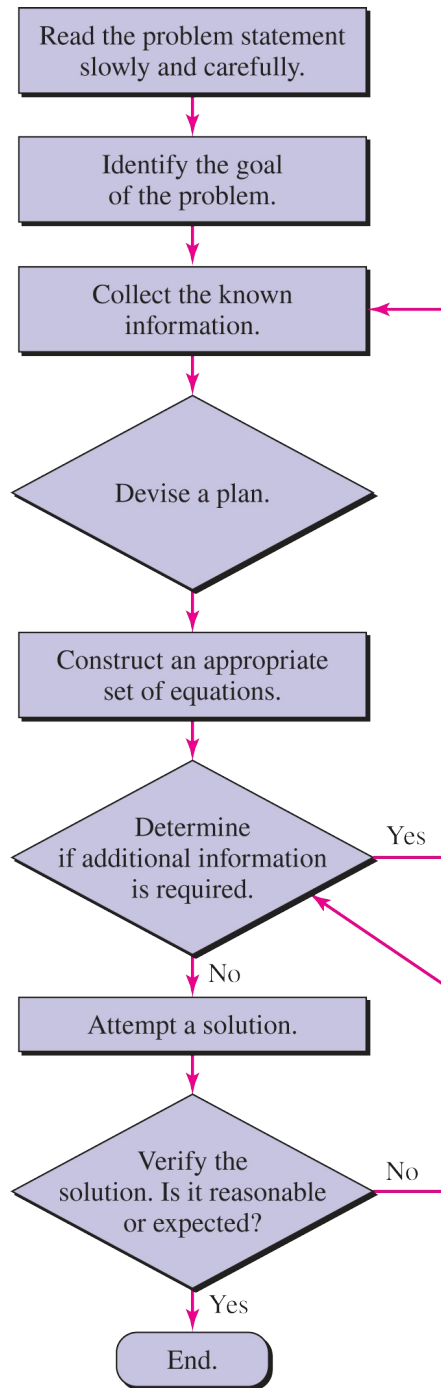 Read the problem statement
slowly and carefully.
Identify the goal
of the problem.
Collect the known
information.
Devise a plan.
Construct an appropriate
set of equations.
Determine
if additional information
is required.
Yes
No
Attempt a solution.
Verify the
solution. Is it reasonable
or expected?
No
Yes
End.